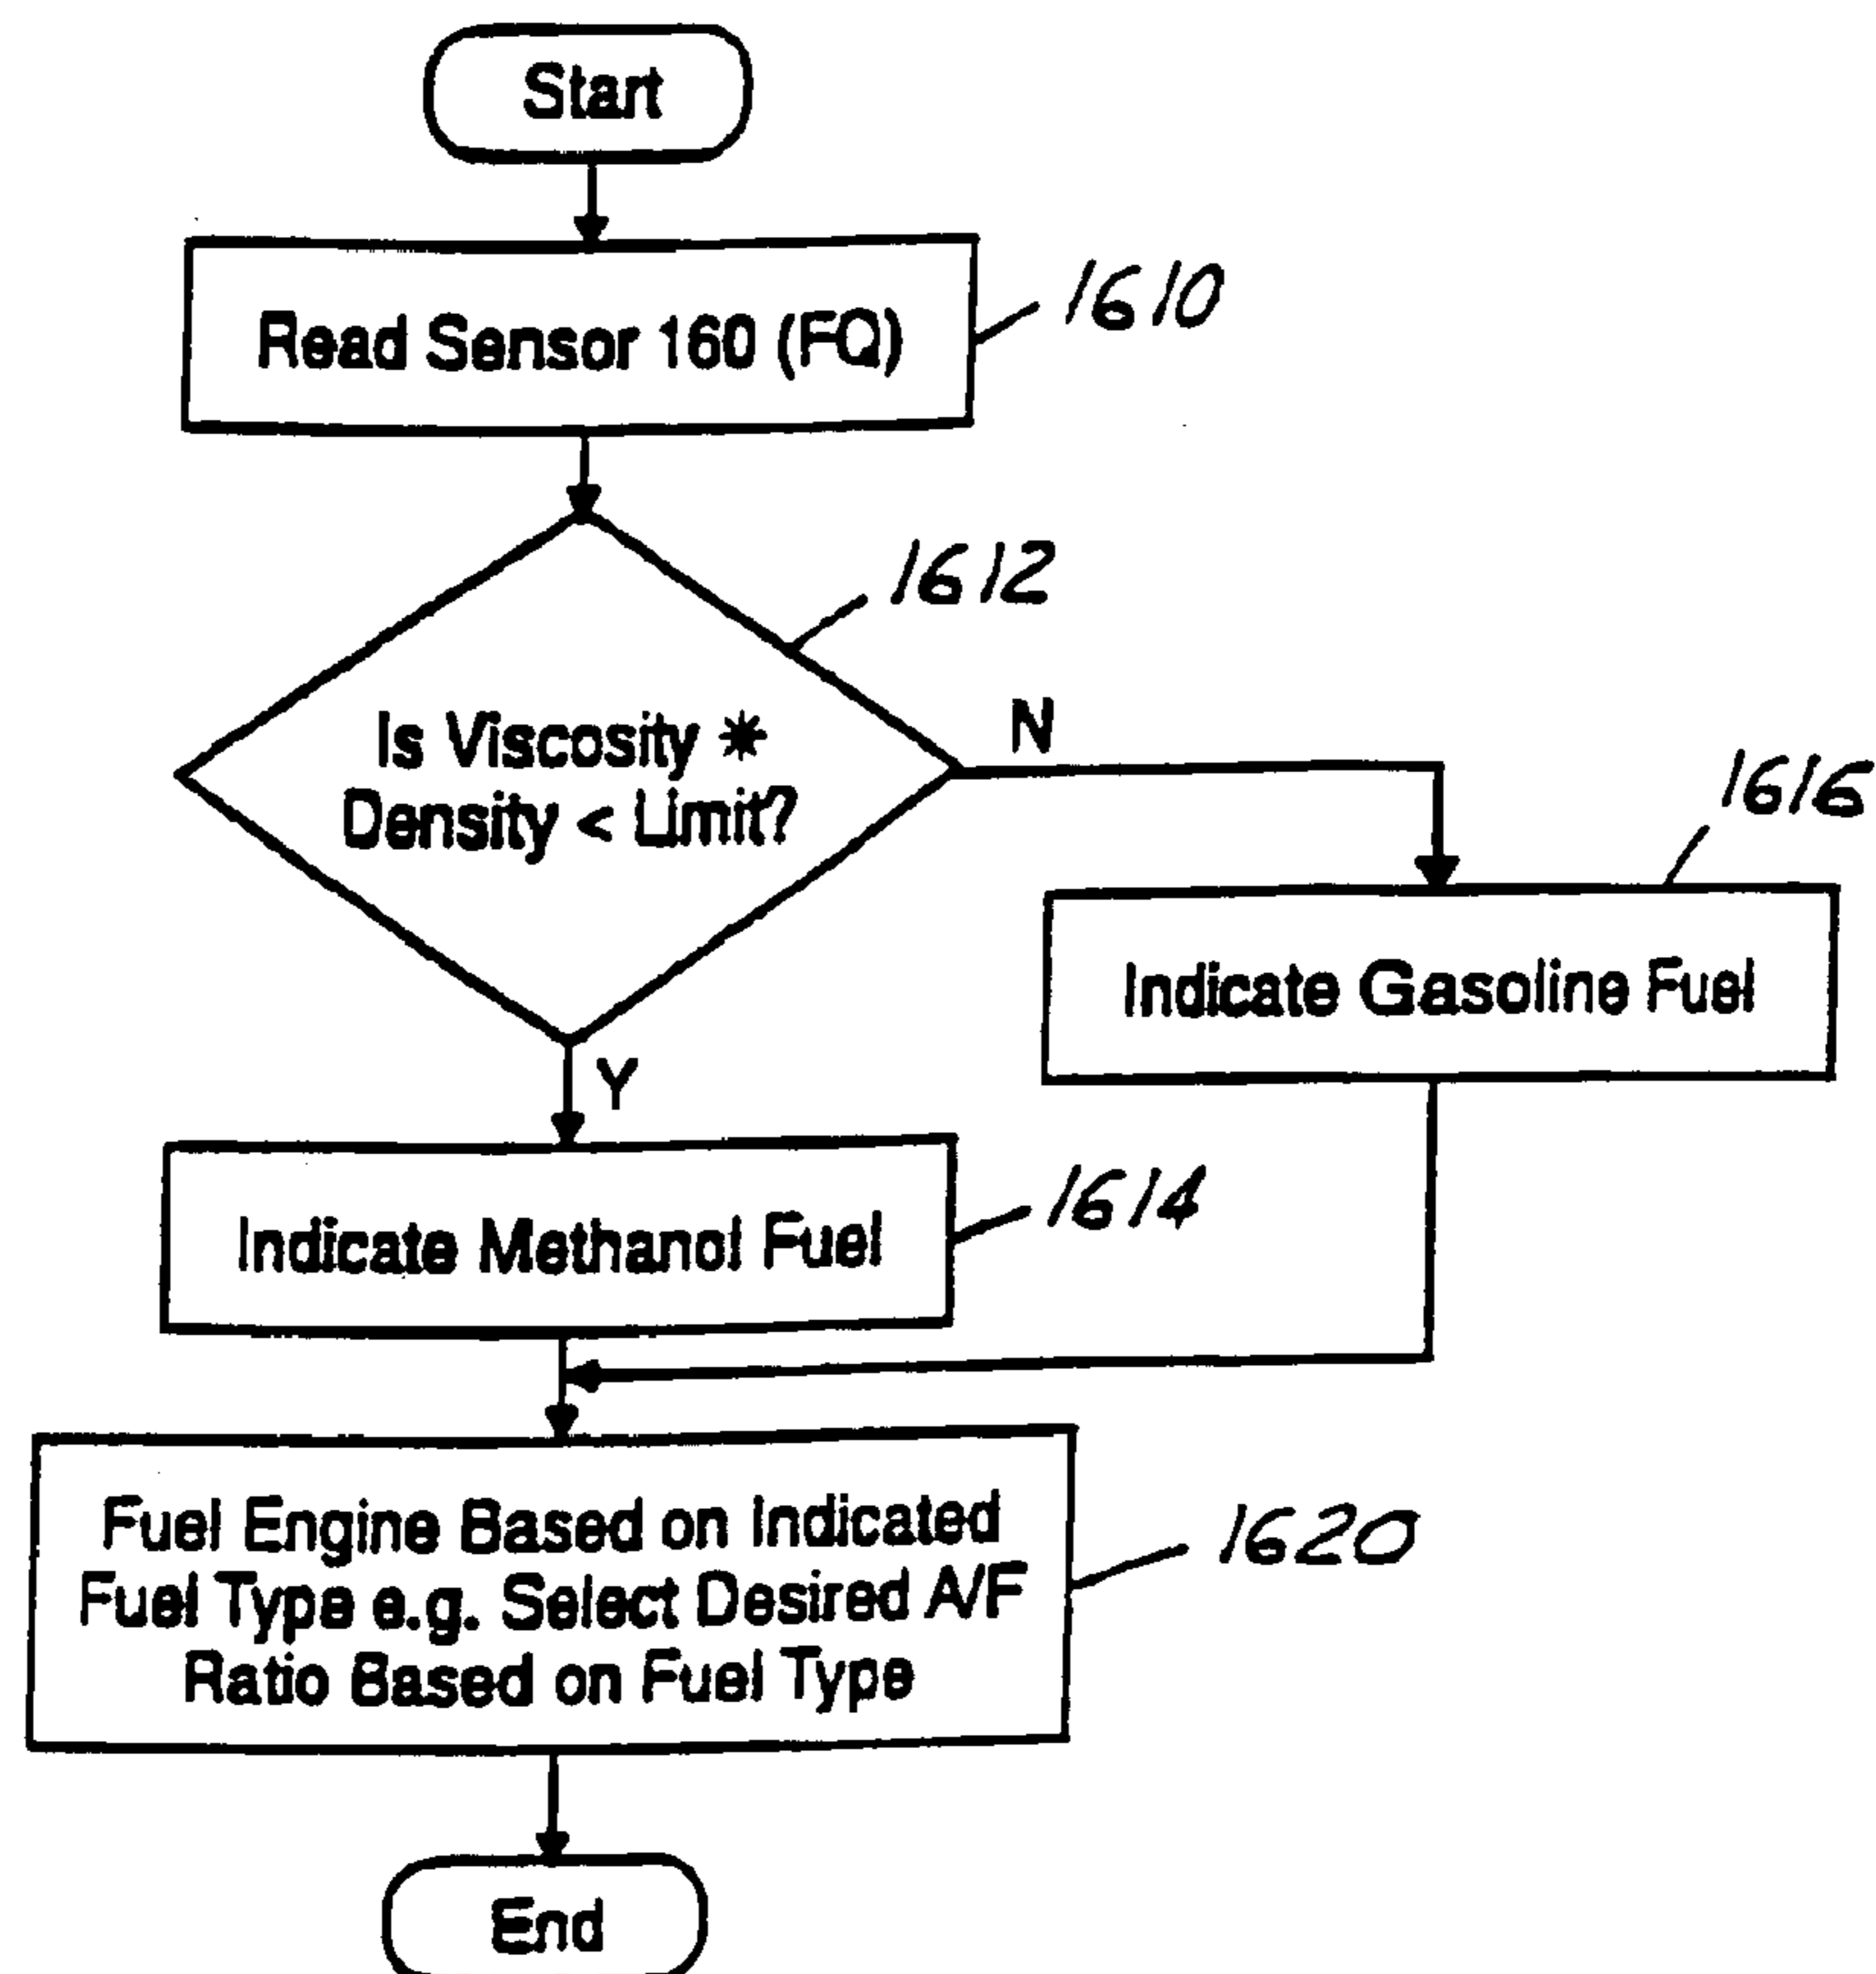 Start
Read Sensor 160 (FQ)
1610
1612
Is Viscosity *
Density < Limit?
N
1616
Indicate Gasoline Fuel
Y
Indicate Methanol Fuel
1614
Fuel Engine Based on Indicated
Fuel Type e.g. Select Desired A/F
Ratio Based on Fuel Type
1620
End